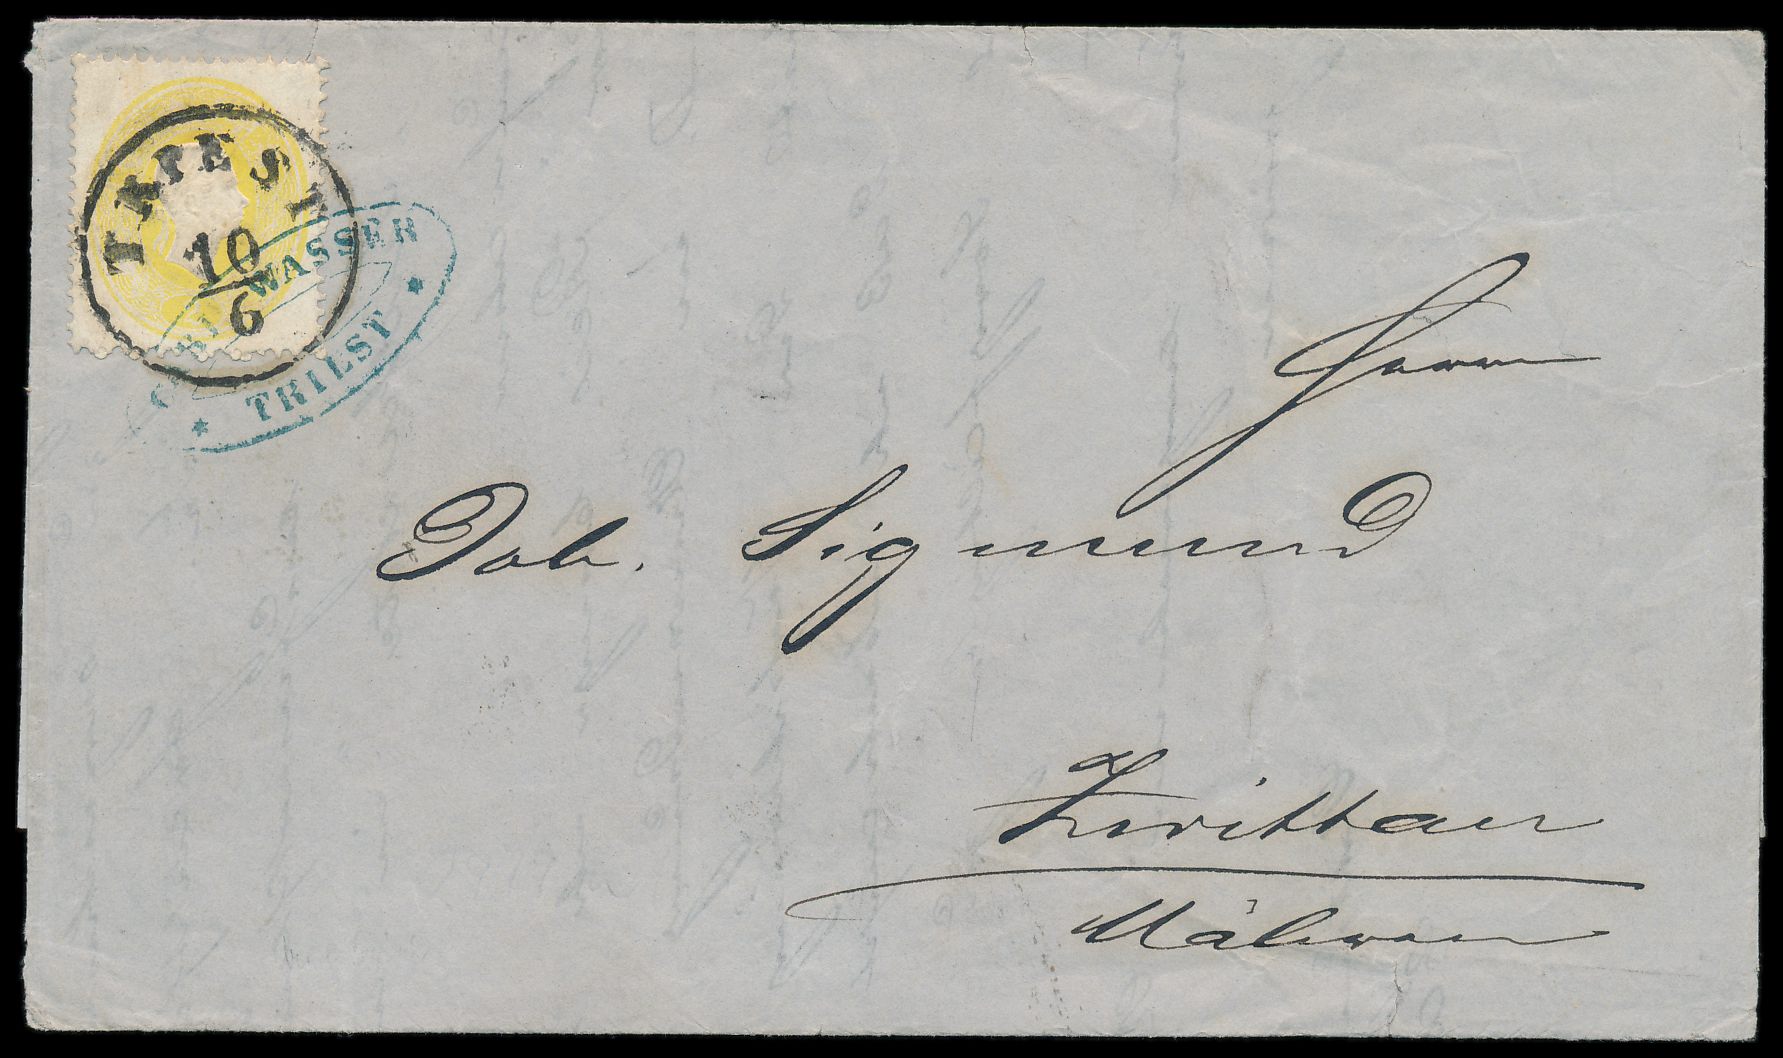 TRIEST
10
6
WASSER
TRIEST
Herrn
Joh. Sigmund
Zwittau
Mähren